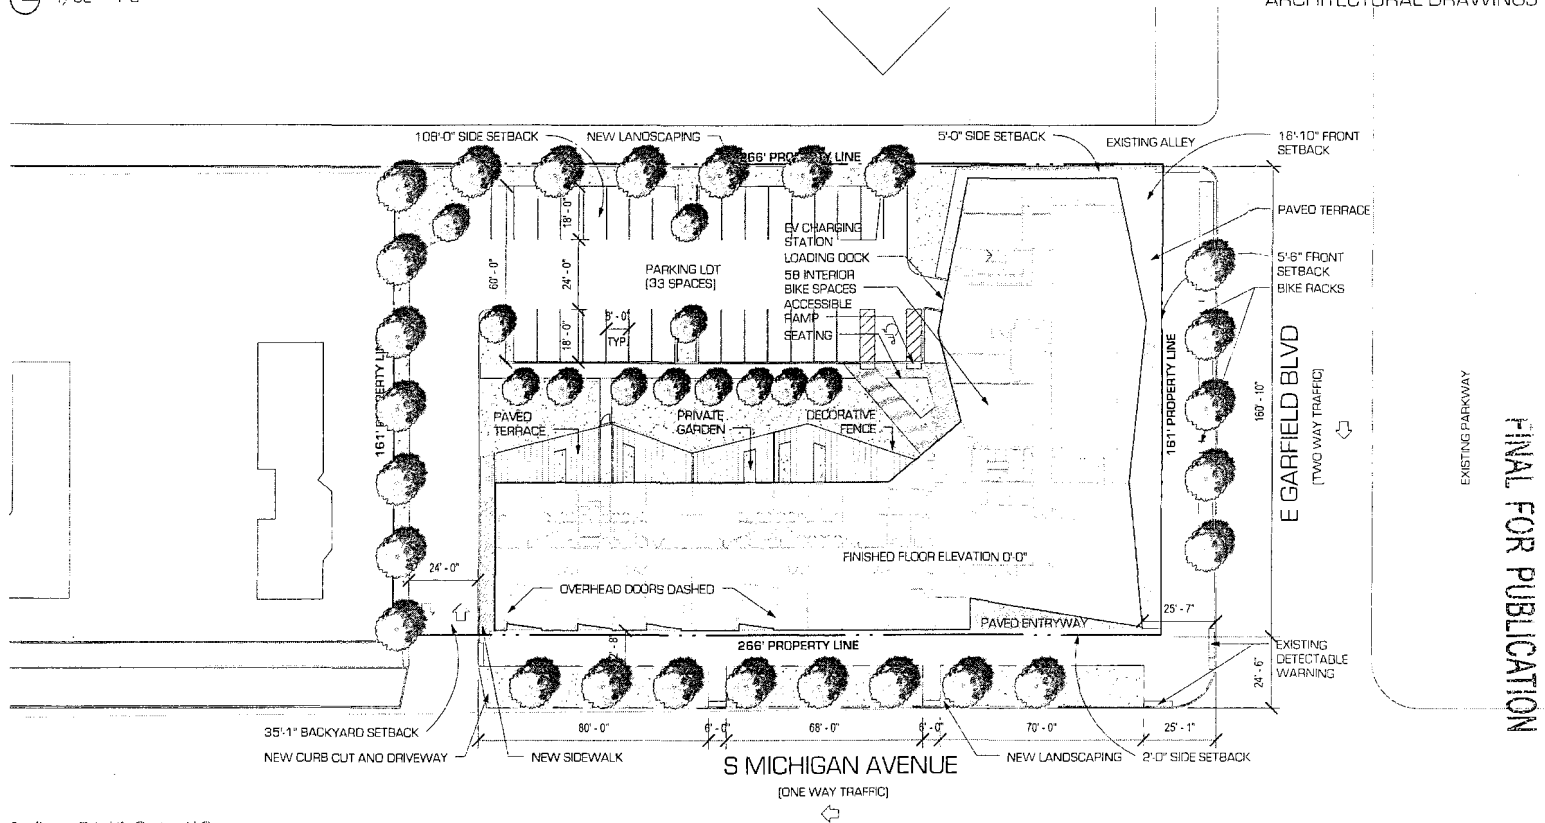 ARCHITECTURAL DRAWINGS
108'-0" SIDE SETBACK
NEW LANDSCAPING
266' PROPERTY LINE
5'-0" SIDE SETBACK
EXISTING ALLEY
16'-10" FRONT
SETBACK
PAVED TERRACE
5'-6" FRONT
SETBACK
BIKE RACKS
18'-0"
60'-0"
24'-0"
18'-0"
8'-0"
TYP.
PARKING LOT
(33 SPACES)
EV CHARGING
STATION
LOADING DOCK
58 INTERIOR
BIKE SPACES
ACCESSIBLE
RAMP
SEATING
161' PROPERTY LINE
161' PROPERTY LINE
160'-10"
E GARFIELD BLVD
(TWO WAY TRAFFIC)
EXISTING PARKWAY
FINAL FOR PUBLICATION
PAVED
TERRACE
PRIVATE
GARDEN
DECORATIVE
FENCE
FINISHED FLOOR ELEVATION 0'-0"
24'-0"
OVERHEAD DOORS DASHED
PAVED ENTRYWAY
25'-7"
266' PROPERTY LINE
EXISTING
DETECTABLE
WARNING
24'-6"
35'-1" BACKYARD SETBACK
NEW CURB CUT AND DRIVEWAY
NEW SIDEWALK
80'-0"
6'-0"
68'-0"
6'-0"
70'-0"
25'-1"
NEW LANDSCAPING
2'-0" SIDE SETBACK
S MICHIGAN AVENUE
(ONE WAY TRAFFIC)